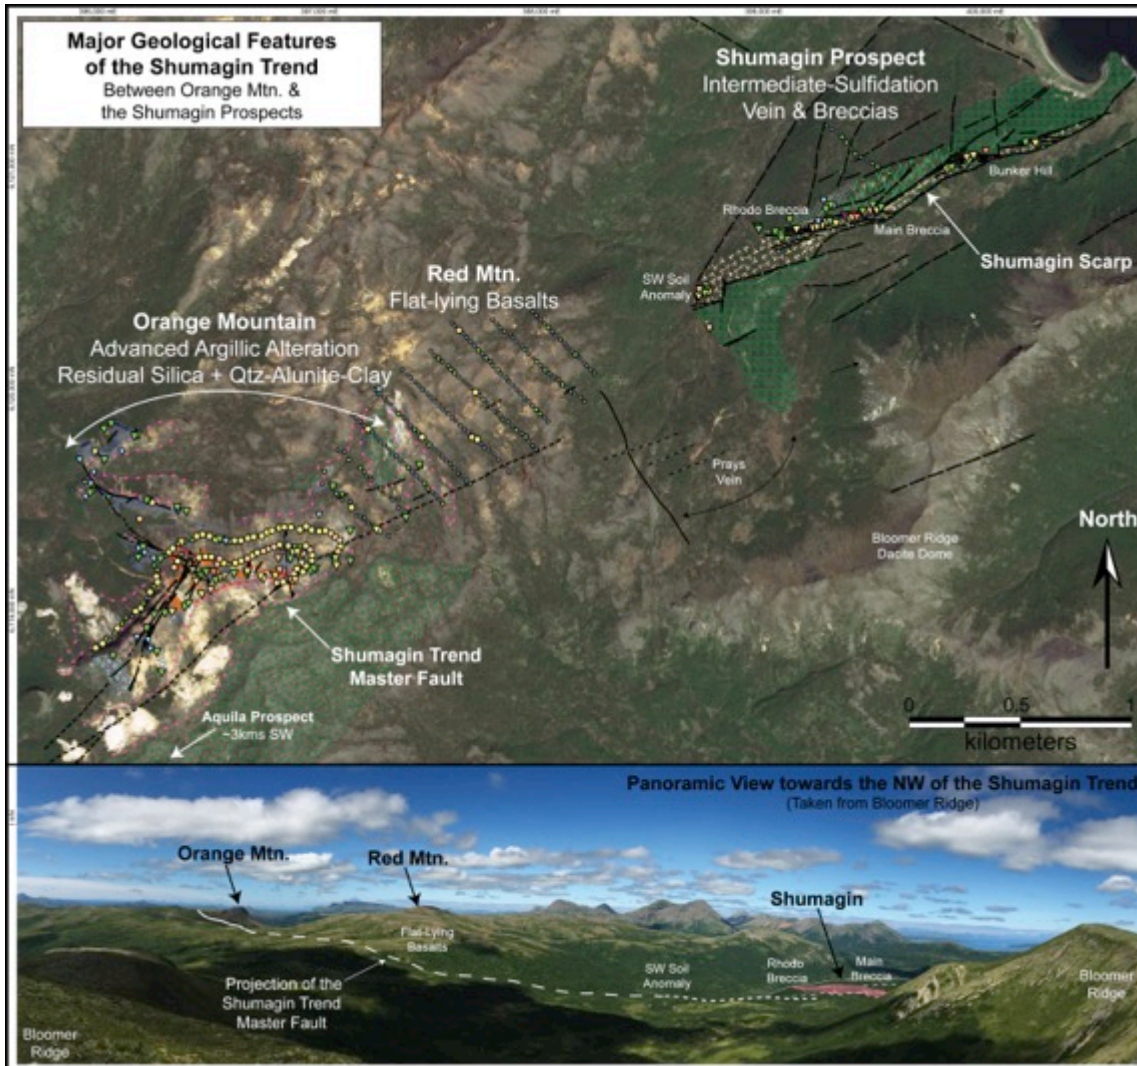 Major Geological Features
of the Shumagin Trend
Between Orange Mtn. &
the Shumagin Prospects
Shumagin Prospect
Intermediate-Sulfidation
Vein & Breccias
Bunker Hill
Rhodo Breccia
Main Breccia
Shumagin Scarp
SW Soil
Anomaly
Red Mtn.
Flat-lying Basalts
Orange Mountain
Advanced Argillic Alteration
Residual Silica + Qtz-Alunite-Clay
Prays
Vein
Bloomer Ridge
Dacite Dome
North
Shumagin Trend
Master Fault
Aquila Prospect
~3kms SW
0 0.5 1
kilometers
Panoramic View towards the NW of the Shumagin Trend
(Taken from Bloomer Ridge)
Orange Mtn.
Red Mtn.
Shumagin
Flat-Lying
Basalts
Projection of the
Shumagin Trend
Master Fault
SW Soil
Anomaly
Rhodo
Breccia
Main
Breccia
Bloomer
Ridge
Bloomer
Ridge